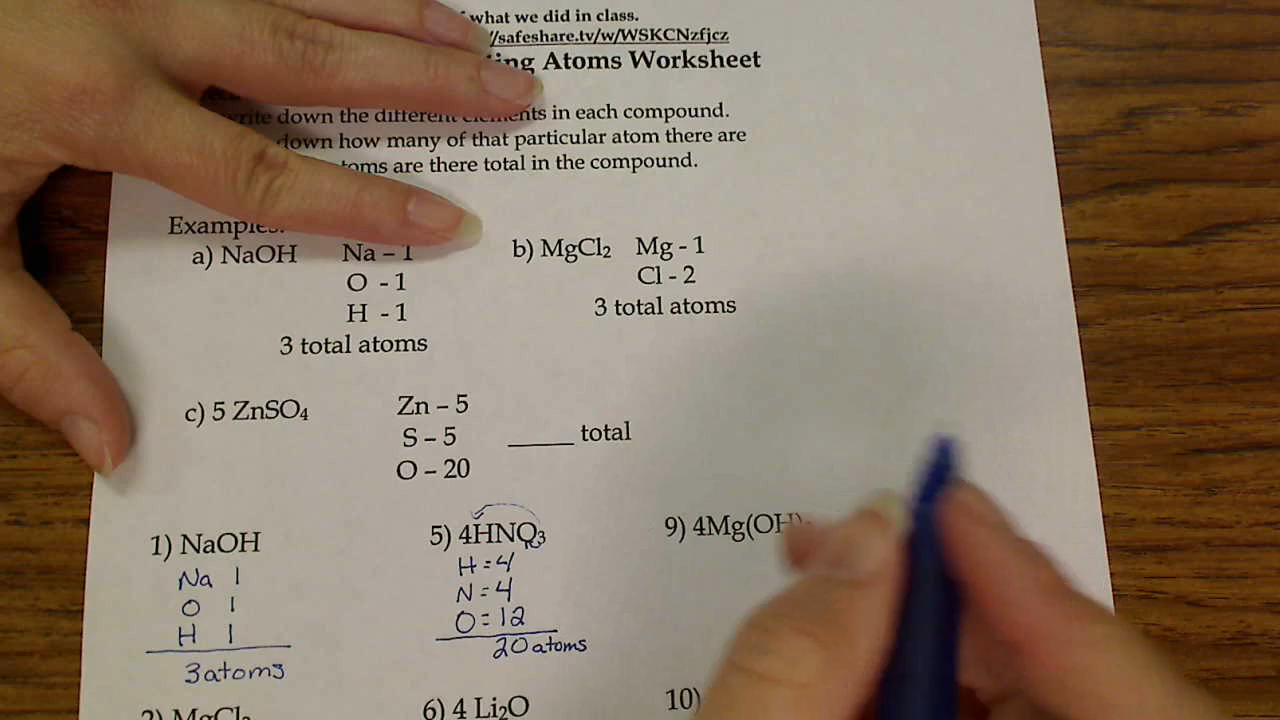 what we did in class.
//safeshare.tv/w/WSKCNzfjcz
Atoms Worksheet
down the different elements in each compound.
down how many of that particular atom there are
are there total in the compound.
Examples:
a) NaOH Na – 1 b) MgCl₂ Mg - 1
O - 1 Cl - 2
H - 1 3 total atoms
3 total atoms
c) 5 ZnSO₄ Zn – 5
S – 5 _____ total
O – 20
1) NaOH 5) 4HNO₃ 9) 4Mg(OH)
Na 1 H = 4
O 1 N = 4
H 1 O = 12
3 atoms 20 atoms
2) MgCl₂ 6) 4 Li₂O 10)